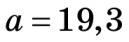 a = 19,3